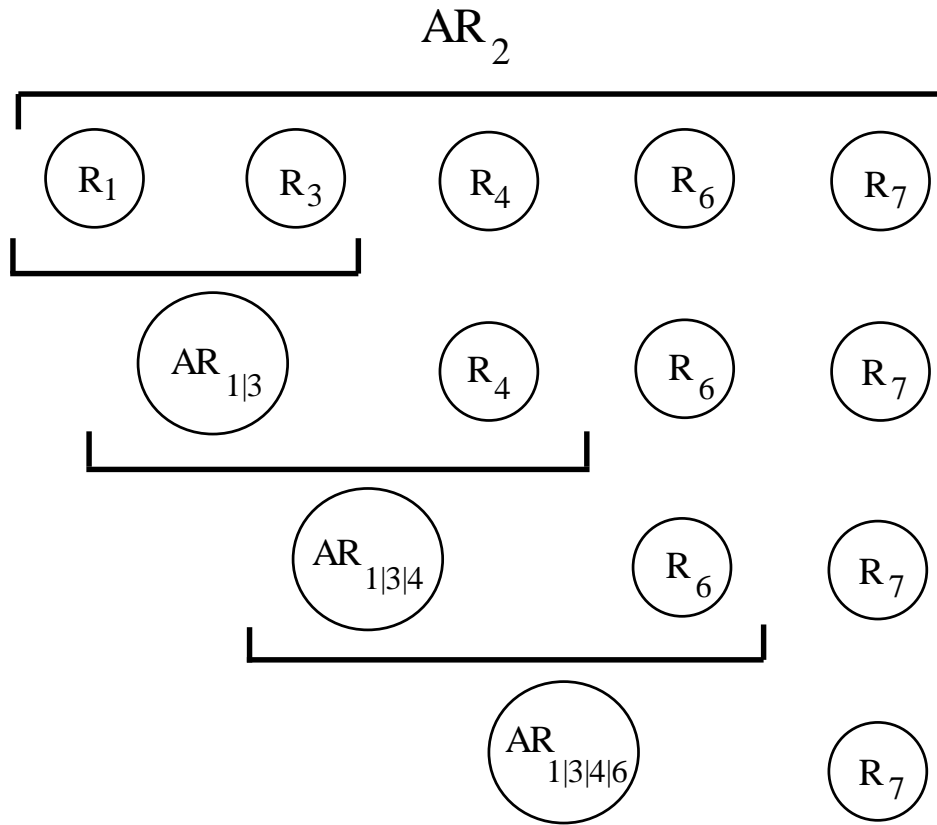 AR₂
R₁ R₃ R₄ R₆ R₇
AR₁|₃ R₄ R₆ R₇
AR₁|₃|₄ R₆ R₇
AR₁|₃|₄|₆ R₇